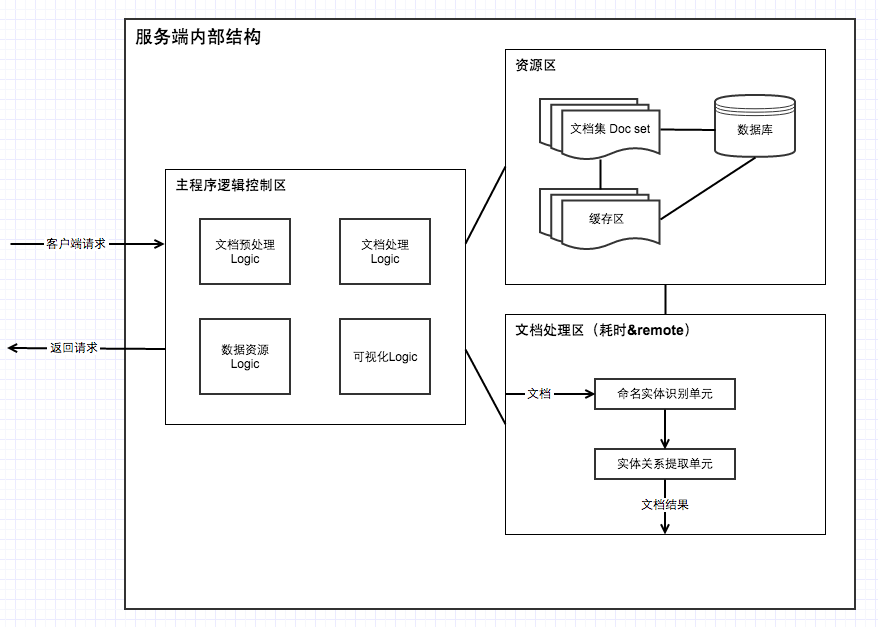 服务端内部结构
资源区
文档集 Doc set
数据库
缓存区
主程序逻辑控制区
文档预处理
Logic
文档处理
Logic
客户端请求
返回请求
数据资源
Logic
可视化Logic
文档处理区（耗时&remote）
文档
命名实体识别单元
实体关系提取单元
文档结果